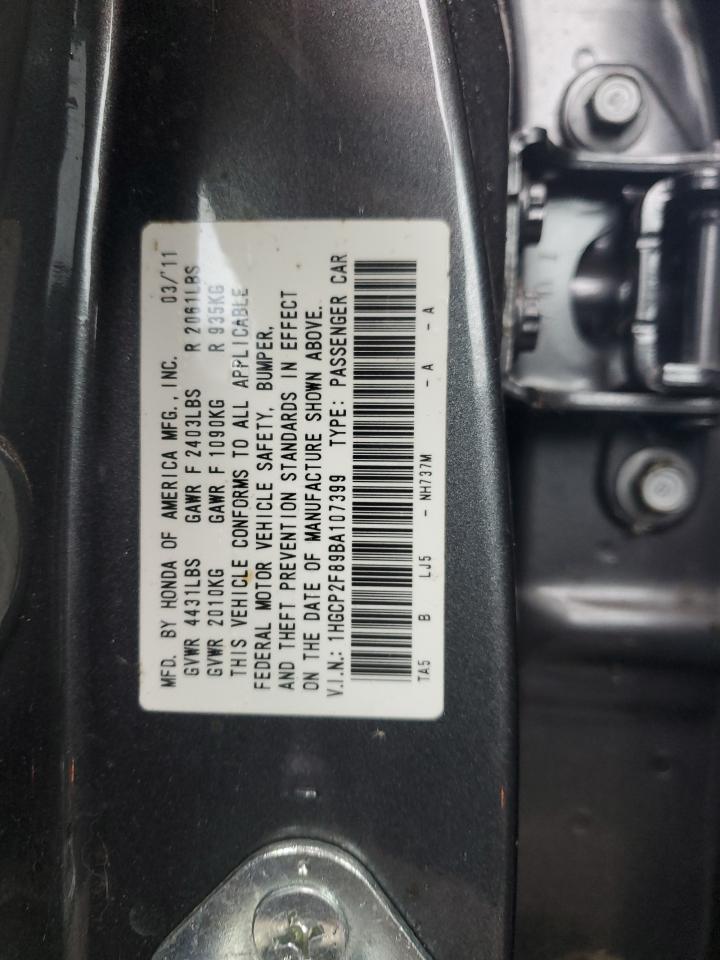 MFD. BY HONDA OF AMERICA MFG., INC. 03/'11
GVWR 4431LBS GAWR F 2403LBS R 2061LBS
GVWR 2010KG GAWR F 1090KG R 935KG
THIS VEHICLE CONFORMS TO ALL APPLICABLE
FEDERAL MOTOR VEHICLE SAFETY, BUMPER,
AND THEFT PREVENTION STANDARDS IN EFFECT
ON THE DATE OF MANUFACTURE SHOWN ABOVE.
V.I.N.: 1HGCP2F89BA107399 TYPE: PASSENGER CAR
TA5 B LJ5 - NH737M - A - A